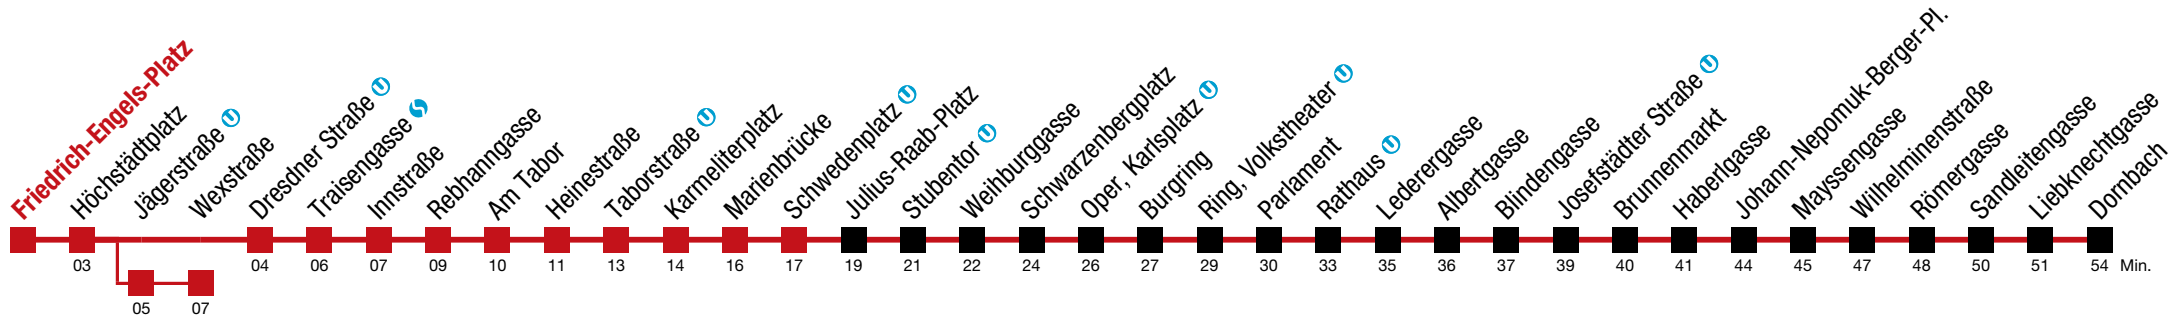 Friedrich-Engels-Platz
Höchstädtplatz
Jägerstraße U
Wexstraße
Dresdner Straße U
Traisengasse S
Innstraße
Rebhanngasse
Am Tabor
Heinestraße
Taborstraße U
Karmeliterplatz
Marienbrücke
Schwedenplatz U
Julius-Raab-Platz
Stubentor U
Weihburggasse
Schwarzenbergplatz
Oper, Karlsplatz U
Burgring
Ring, Volkstheater U
Parlament
Rathaus U
Lederergasse
Albertgasse
Blindengasse
Josefstädter Straße U
Brunnenmarkt
Haberlgasse
Johann-Nepomuk-Berger-Pl.
Mayssengasse
Wilhelminenstraße
Römergasse
Sandleitengasse
Liebknechtgasse
Dornbach
03 04 06 07 09 10 11 13 14 16 17 19 21 22 24 26 27 29 30 33 35 36 37 39 40 41 44 45 47 48 50 51 54 Min.
05 07